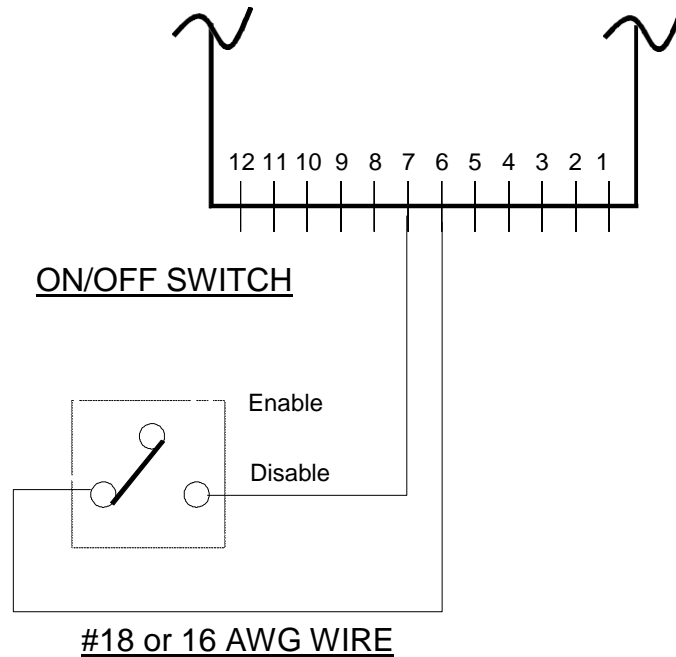 12 11 10 9 8 7 6 5 4 3 2 1
ON/OFF SWITCH
Enable
Disable
#18 or 16 AWG WIRE